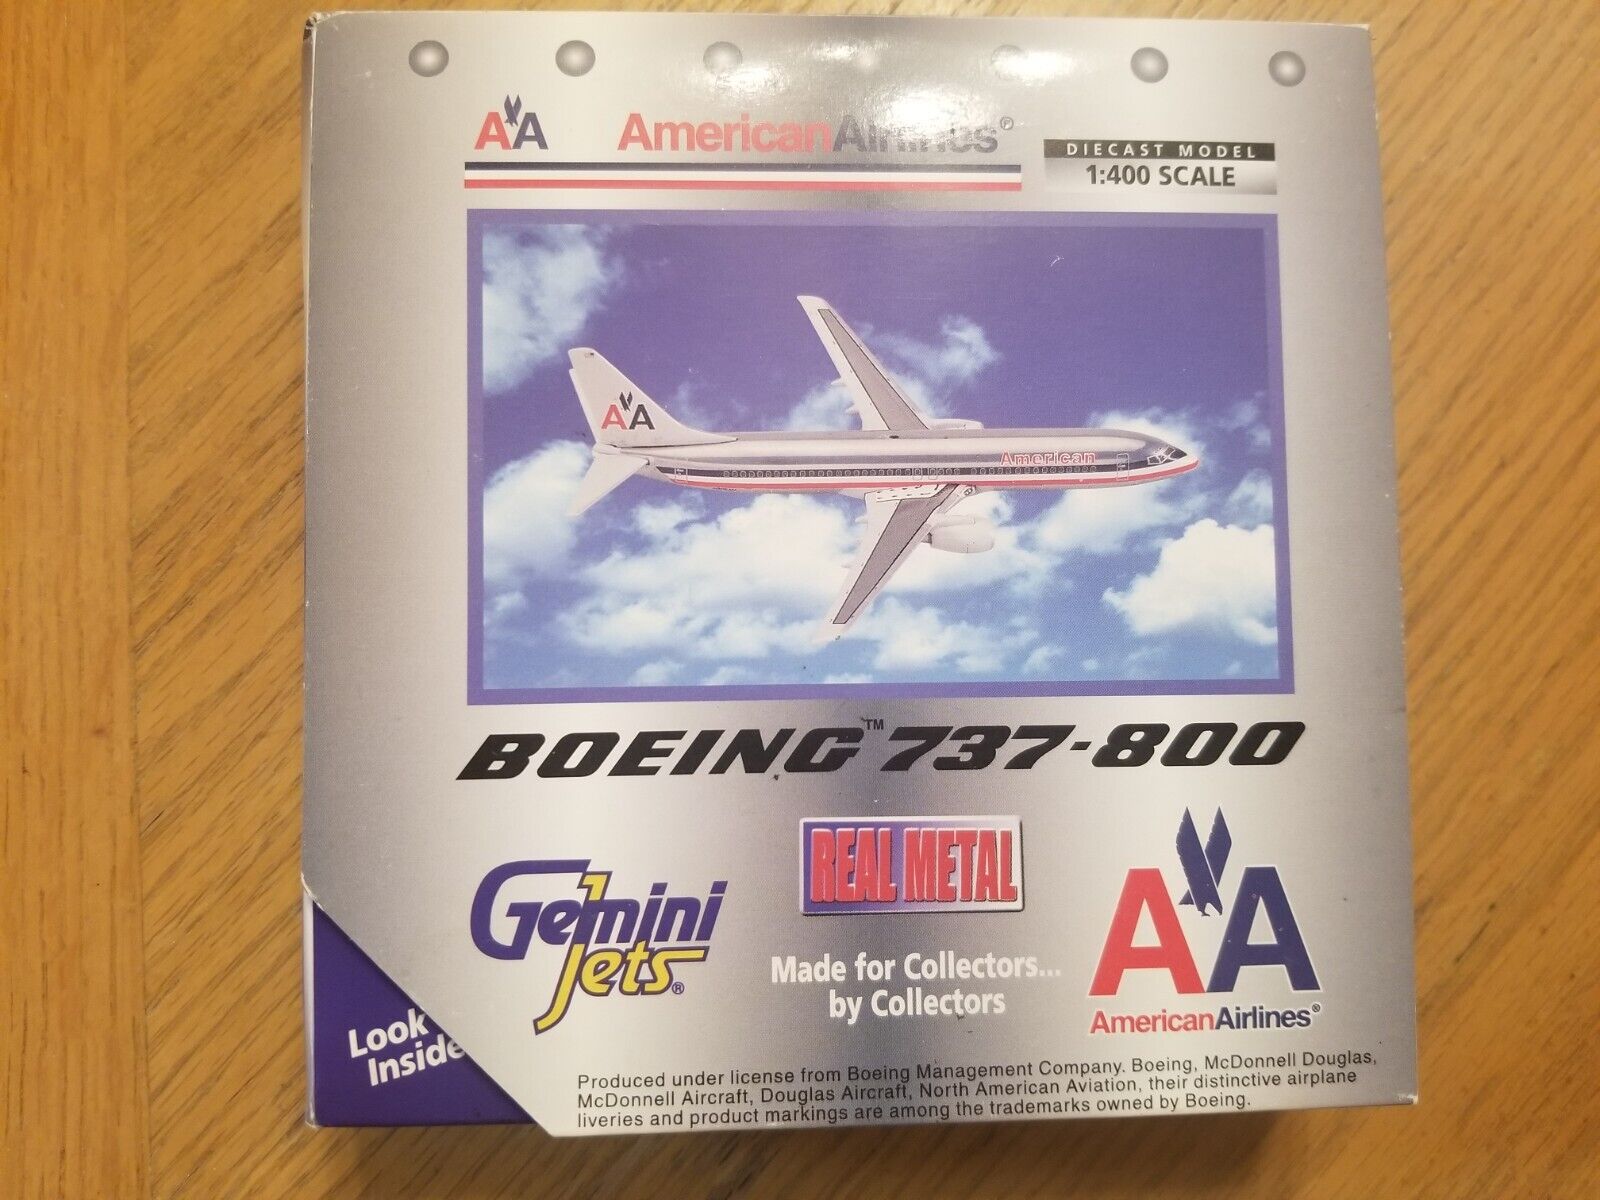 AA
AmericanAirlines®
DIECAST MODEL
1:400 SCALE
AA
American
BOEING™ 737-800
Gemini
Jets®
REAL METAL
Made for Collectors...
by Collectors
AA
AmericanAirlines®
Look
Inside
Produced under license from Boeing Management Company. Boeing, McDonnell Douglas,
McDonnell Aircraft, Douglas Aircraft, North American Aviation, their distinctive airplane
liveries and product markings are among the trademarks owned by Boeing.